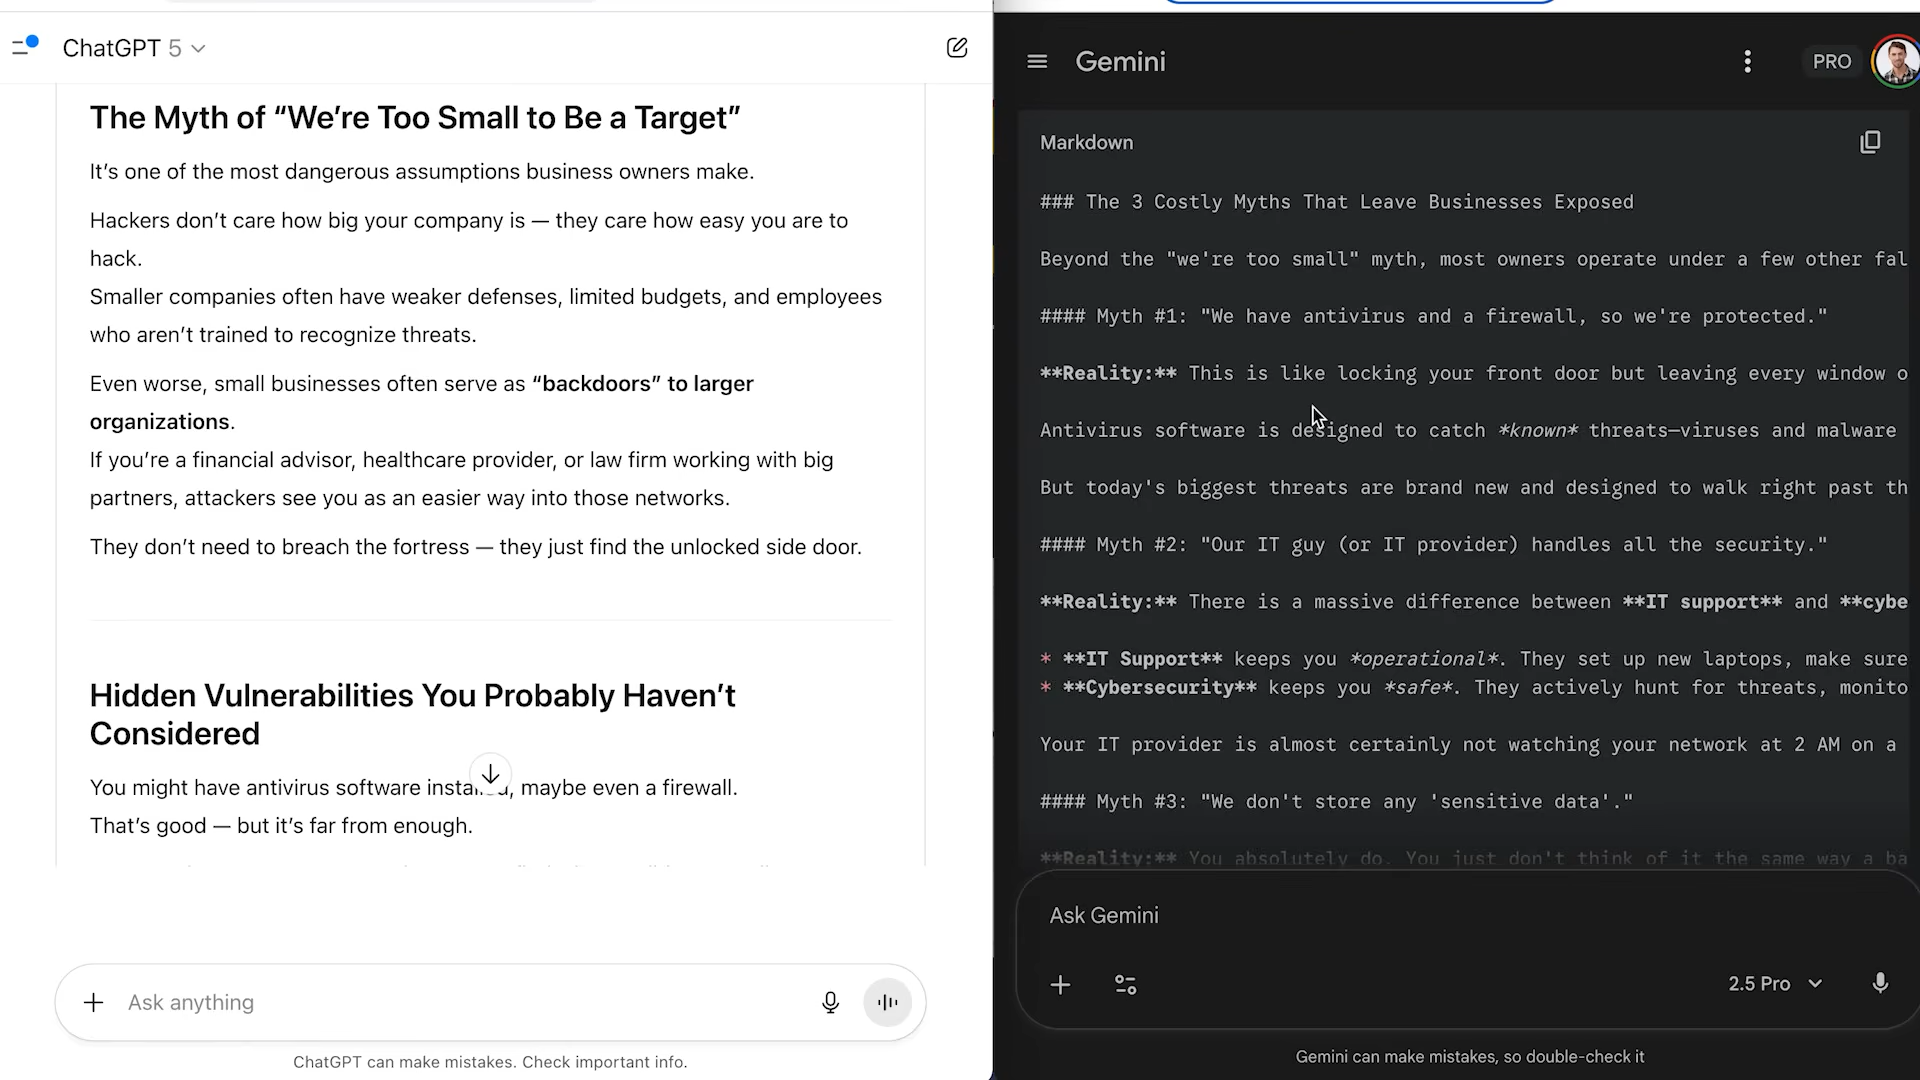 ChatGPT 5
The Myth of “We’re Too Small to Be a Target”
It’s one of the most dangerous assumptions business owners make.
Hackers don’t care how big your company is — they care how easy you are to
hack.
Smaller companies often have weaker defenses, limited budgets, and employees
who aren’t trained to recognize threats.
Even worse, small businesses often serve as “backdoors” to larger
organizations.
If you’re a financial advisor, healthcare provider, or law firm working with big
partners, attackers see you as an easier way into those networks.
They don’t need to breach the fortress — they just find the unlocked side door.
Hidden Vulnerabilities You Probably Haven’t
Considered
You might have antivirus software maybe even a firewall.
That’s good — but it’s far from enough.
Ask anything
ChatGPT can make mistakes. Check important info.
Gemini
PRO
Markdown
### The 3 Costly Myths That Leave Businesses Exposed
Beyond the "we're too small" myth, most owners operate under a few other fal
#### Myth #1: "We have antivirus and a firewall, so we're protected."
**Reality:** This is like locking your front door but leaving every window o
Antivirus software is designed to catch *known* threats—viruses and malware
But today's biggest threats are brand new and designed to walk right past th
#### Myth #2: "Our IT guy (or IT provider) handles all the security."
**Reality:** There is a massive difference between **IT support** and **cybe
* **IT Support** keeps you *operational*. They set up new laptops, make sure
* **Cybersecurity** keeps you *safe*. They actively hunt for threats, monito
Your IT provider is almost certainly not watching your network at 2 AM on a
#### Myth #3: "We don't store any 'sensitive data'."
**Reality:** You absolutely do. You just don't think of it the same way a ba
Ask Gemini
2.5 Pro
Gemini can make mistakes, so double-check it